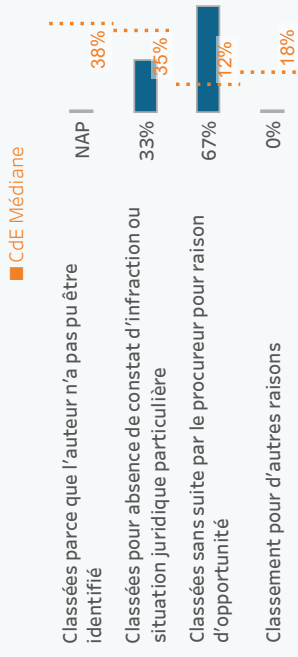 CdE Médiane
Classées parce que l'auteur n'a pas pu être
identifié
NAP
38%
Classées pour absence de constat d'infraction ou
situation juridique particulière
33%
35%
Classées sans suite par le procureur pour raison
d'opportunité
67%
12%
Classement pour d'autres raisons
0%
18%